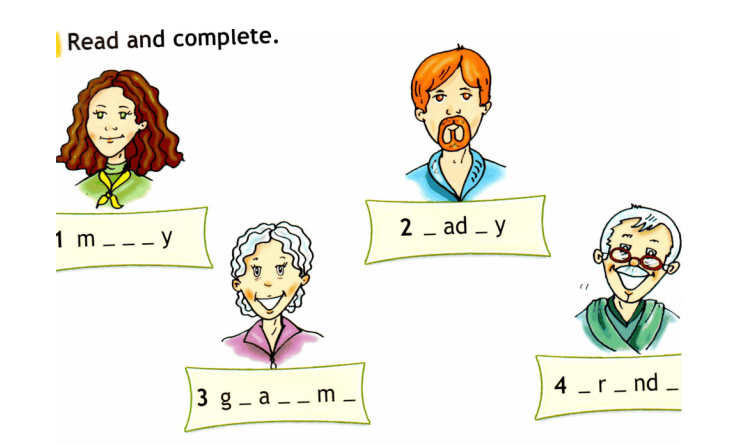 Read and complete.
1 m _ _ _ y
2 _ ad _ y
3 g _ a _ _ m _
4 _ r _ nd _